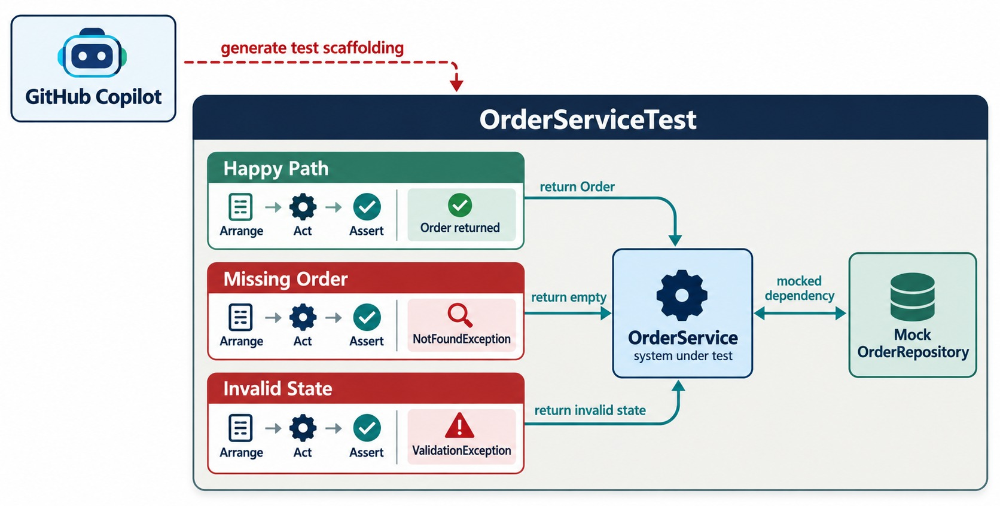 generate test scaffolding
GitHub Copilot
OrderServiceTest
Happy Path
Arrange
Act
Assert
Order returned
return Order
Missing Order
Arrange
Act
Assert
NotFoundException
return empty
OrderService
system under test
mocked
dependency
Mock
OrderRepository
Invalid State
Arrange
Act
Assert
ValidationException
return invalid state